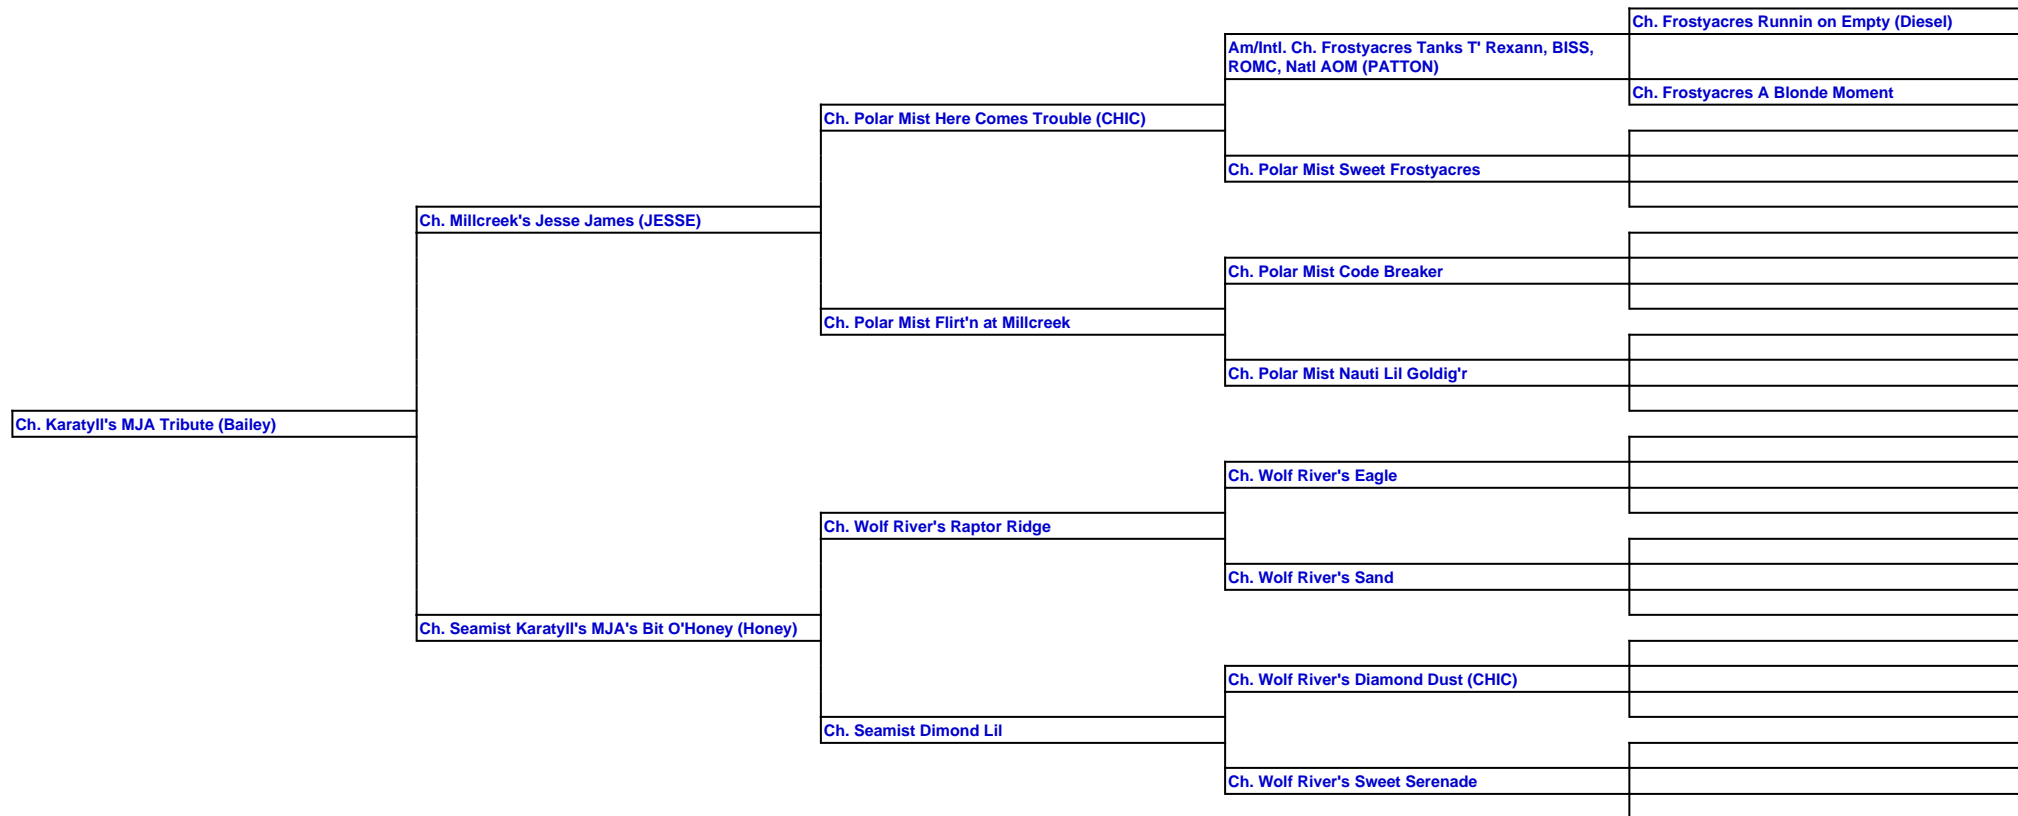 Ch. Frostyacres Runnin on Empty (Diesel)
Am/Intl. Ch. Frostyacres Tanks T' Rexann, BISS,
ROMC, Natl AOM (PATTON)
Ch. Frostyacres A Blonde Moment
Ch. Polar Mist Here Comes Trouble (CHIC)
Ch. Polar Mist Sweet Frostyacres
Ch. Millcreek's Jesse James (JESSE)
Ch. Polar Mist Code Breaker
Ch. Polar Mist Flirt'n at Millcreek
Ch. Polar Mist Nauti Lil Goldig'r
Ch. Karatyll's MJA Tribute (Bailey)
Ch. Wolf River's Eagle
Ch. Wolf River's Raptor Ridge
Ch. Wolf River's Sand
Ch. Seamist Karatyll's MJA's Bit O'Honey (Honey)
Ch. Wolf River's Diamond Dust (CHIC)
Ch. Seamist Dimond Lil
Ch. Wolf River's Sweet Serenade